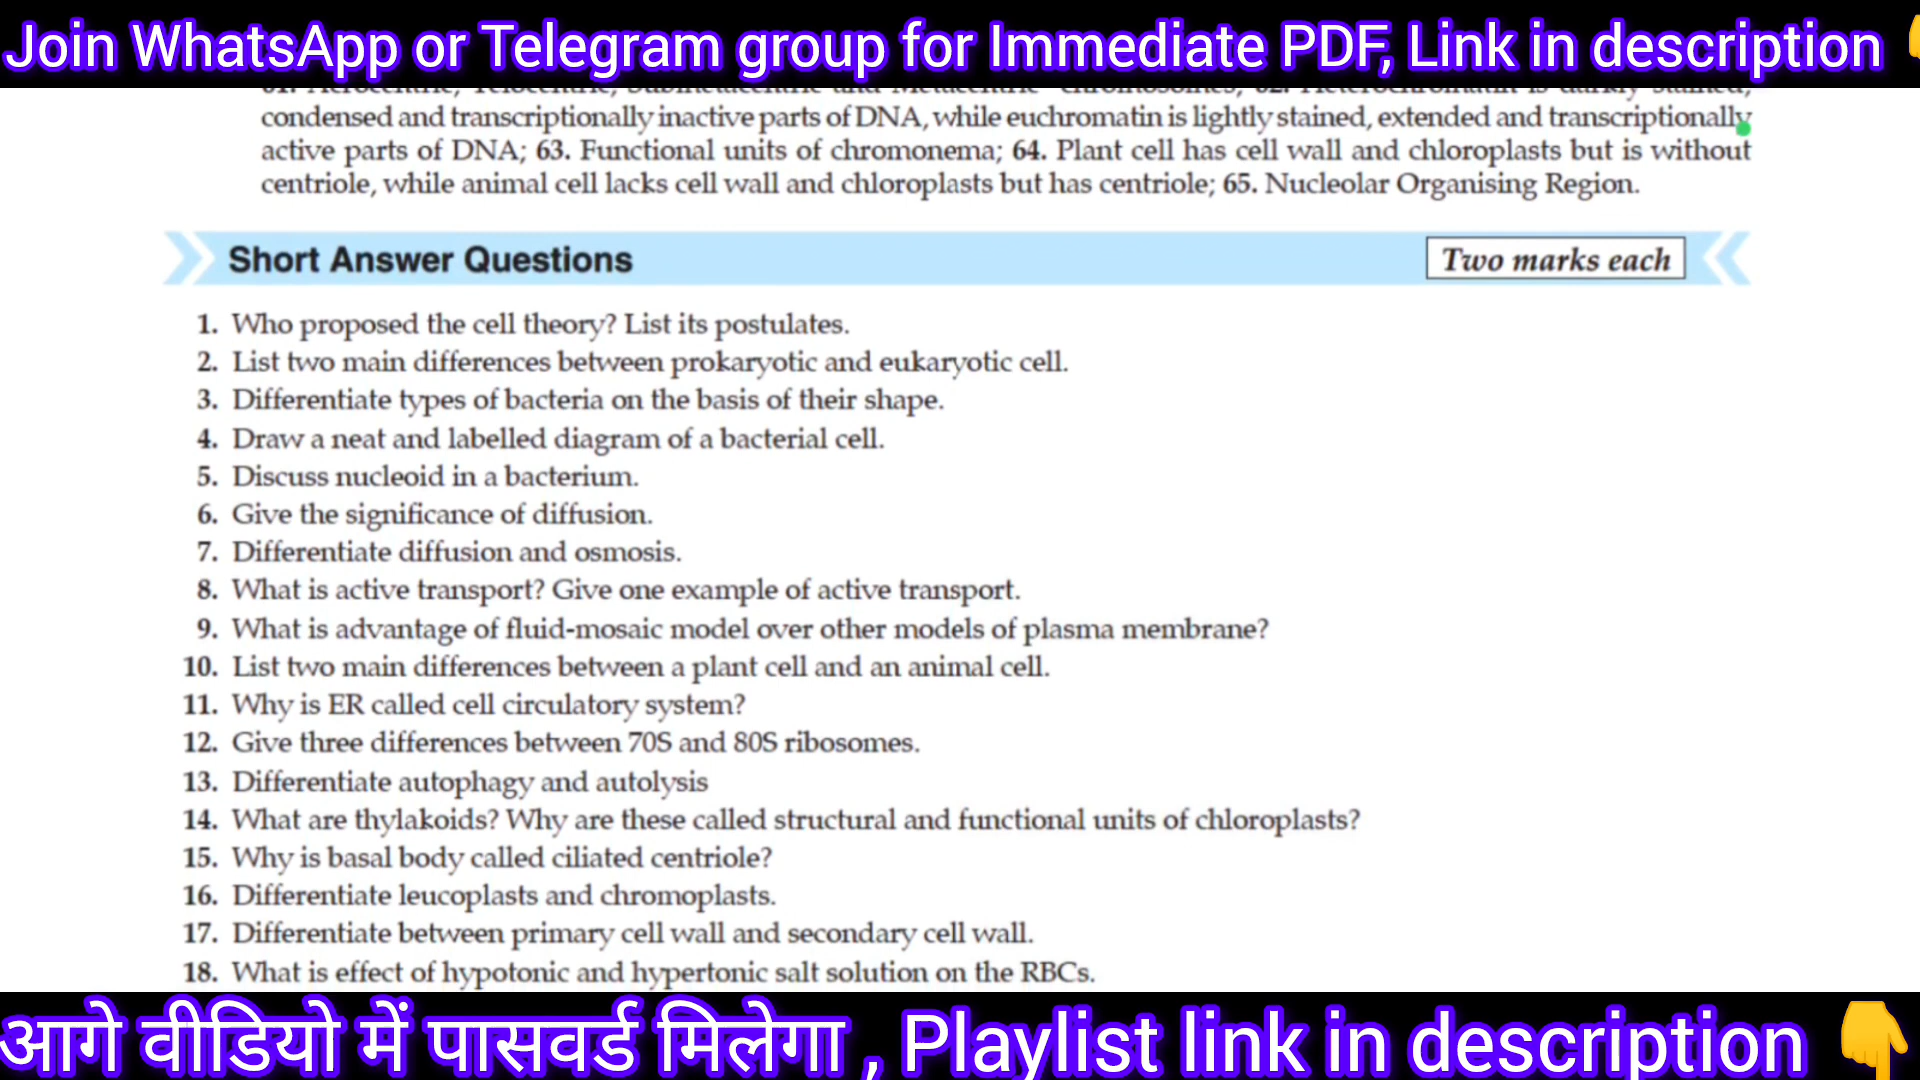 Join WhatsApp or Telegram group for Immediate PDF, Link in description
condensed and transcriptionally inactive parts of DNA, while euchromatin is lightly stained, extended and transcriptionally
active parts of DNA; 63. Functional units of chromonema; 64. Plant cell has cell wall and chloroplasts but is without
centriole, while animal cell lacks cell wall and chloroplasts but has centriole; 65. Nucleolar Organising Region.
Short Answer Questions Two marks each
1. Who proposed the cell theory? List its postulates.
2. List two main differences between prokaryotic and eukaryotic cell.
3. Differentiate types of bacteria on the basis of their shape.
4. Draw a neat and labelled diagram of a bacterial cell.
5. Discuss nucleoid in a bacterium.
6. Give the significance of diffusion.
7. Differentiate diffusion and osmosis.
8. What is active transport? Give one example of active transport.
9. What is advantage of fluid-mosaic model over other models of plasma membrane?
10. List two main differences between a plant cell and an animal cell.
11. Why is ER called cell circulatory system?
12. Give three differences between 70S and 80S ribosomes.
13. Differentiate autophagy and autolysis
14. What are thylakoids? Why are these called structural and functional units of chloroplasts?
15. Why is basal body called ciliated centriole?
16. Differentiate leucoplasts and chromoplasts.
17. Differentiate between primary cell wall and secondary cell wall.
18. What is effect of hypotonic and hypertonic salt solution on the RBCs.
आगे वीडियो में पासवर्ड मिलेगा , Playlist link in description